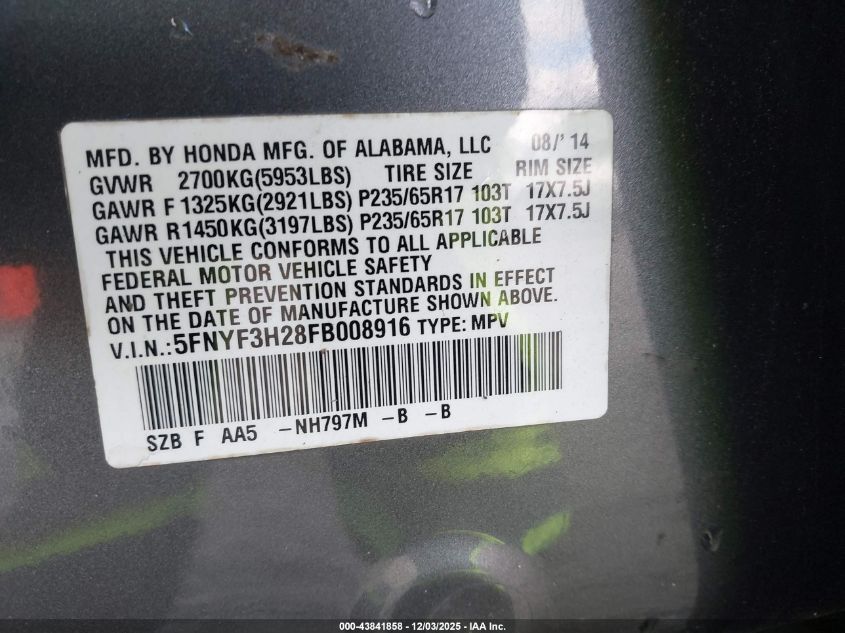 MFD. BY HONDA MFG. OF ALABAMA, LLC 08/'14
GVWR 2700KG(5953LBS) TIRE SIZE RIM SIZE
GAWR F 1325KG(2921LBS) P235/65R17 103T 17X7.5J
GAWR R1450KG(3197LBS) P235/65R17 103T 17X7.5J
THIS VEHICLE CONFORMS TO ALL APPLICABLE
FEDERAL MOTOR VEHICLE SAFETY
AND THEFT PREVENTION STANDARDS IN EFFECT
ON THE DATE OF MANUFACTURE SHOWN ABOVE.
V.I.N.:5FNYF3H28FB008916 TYPE: MPV
SZB F AA5 -NH797M -B -B
000-43841858 - 12/03/2025 - IAA Inc.